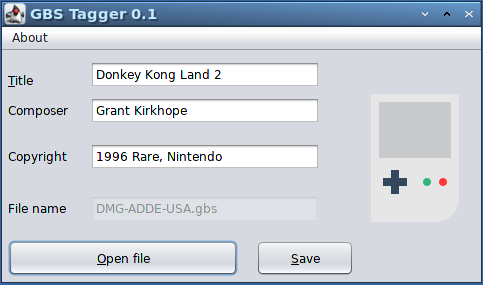 GBS Tagger 0.1
About
Title
Donkey Kong Land 2
Composer
Grant Kirkhope
Copyright
1996 Rare, Nintendo
File name
DMG-ADDE-USA.gbs
Open file
Save